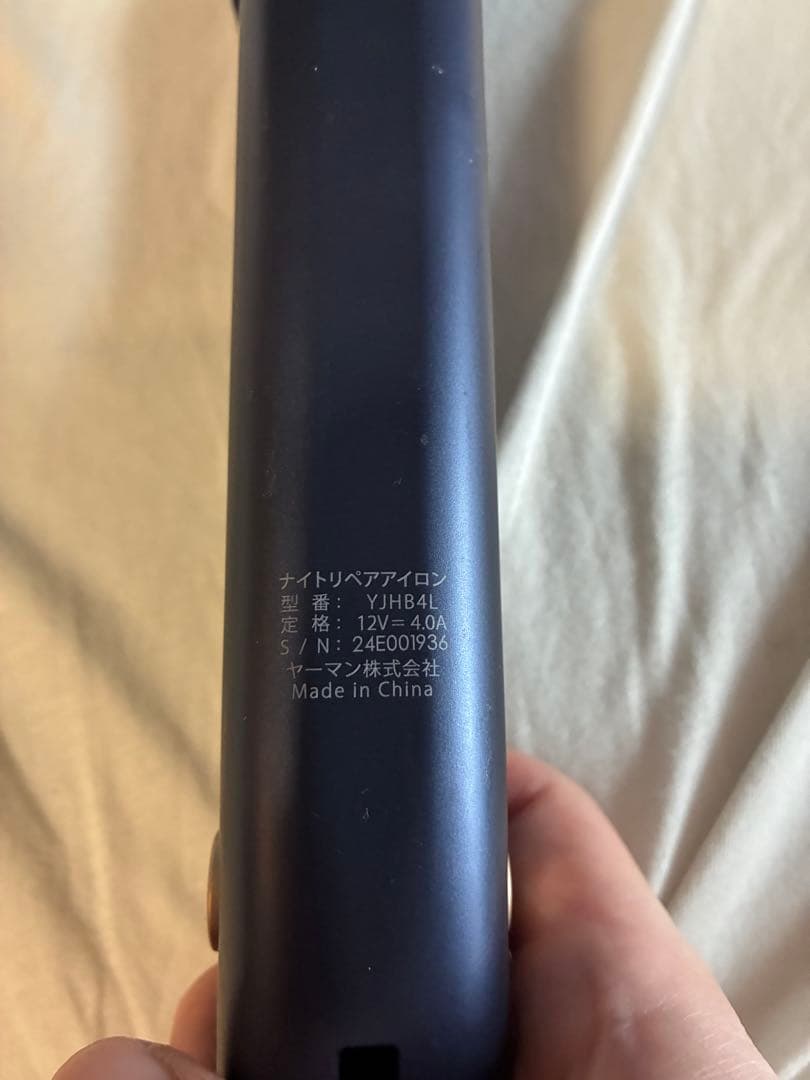 ナイトリペアアイロン
型 番: YJHB4L
定 格: 12V⎓4.0A
S / N: 24E001936
ヤーマン株式会社
Made in China